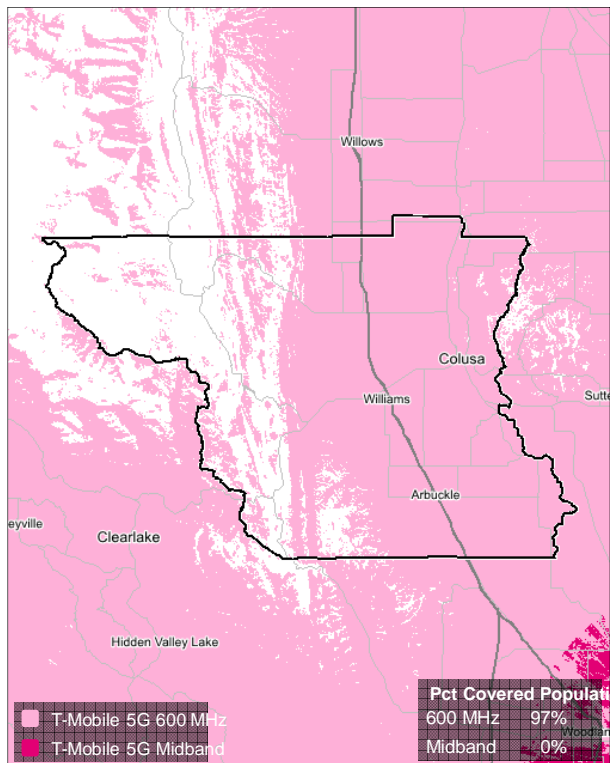 Willows
Colusa
Sutte
Williams
Arbuckle
eyville
Clearlake
Hidden Valley Lake
Pct Covered Populati
600 MHz 97%
Midband 0%
Woodlan
T-Mobile 5G 600 MHz
T-Mobile 5G Midband